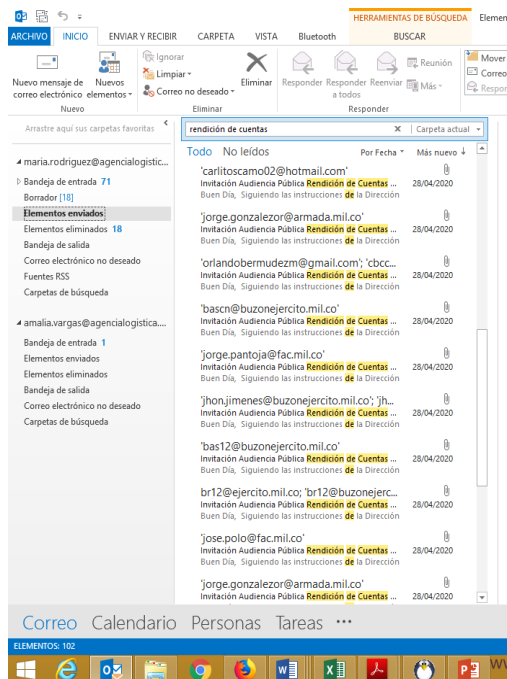 HERRAMIENTAS DE BÚSQUEDA Elemen
ARCHIVO INICIO ENVIAR Y RECIBIR CARPETA VISTA Bluetooth BUSCAR
Nuevo mensaje de correo electrónico
Nuevos elementos
Nuevo
Ignorar
Limpiar
Correo no deseado
Eliminar
Eliminar
Responder Responder a todos Reenviar
Reunión
Más
Responder
Mover
Correo
Respon
Arrastre aquí sus carpetas favoritas
maria.rodriguez@agencialogistic...
Bandeja de entrada 71
Borrador [18]
Elementos enviados
Elementos eliminados 18
Bandeja de salida
Correo electrónico no deseado
Fuentes RSS
Carpetas de búsqueda
amalia.vargas@agencialogistica....
Bandeja de entrada 1
Elementos enviados
Elementos eliminados
Bandeja de salida
Correo electrónico no deseado
Carpetas de búsqueda
rendición de cuentas X Carpeta actual
Todo No leídos Por Fecha Más nuevo ↓
'carlitoscamo02@hotmail.com'
Invitación Audiencia Pública Rendición de Cuentas ... 28/04/2020
Buen Día, Siguiendo las instrucciones de la Dirección
'jorge.gonzalezor@armada.mil.co'
Invitación Audiencia Pública Rendición de Cuentas ... 28/04/2020
Buen Día, Siguiendo las instrucciones de la Dirección
'orlandobermudezm@gmail.com'; 'cbcc...
Invitación Audiencia Pública Rendición de Cuentas ... 28/04/2020
Buen Día, Siguiendo las instrucciones de la Dirección
'bascn@buzonejercito.mil.co'
Invitación Audiencia Pública Rendición de Cuentas ... 28/04/2020
Buen Día, Siguiendo las instrucciones de la Dirección
'jorge.pantoja@fac.mil.co'
Invitación Audiencia Pública Rendición de Cuentas ... 28/04/2020
Buen Día, Siguiendo las instrucciones de la Dirección
'jhon.jimenes@buzonejercito.mil.co'; 'jh...
Invitación Audiencia Pública Rendición de Cuentas ... 28/04/2020
Buen Día, Siguiendo las instrucciones de la Dirección
'bas12@buzonejercito.mil.co'
Invitación Audiencia Pública Rendición de Cuentas ... 28/04/2020
Buen Día, Siguiendo las instrucciones de la Dirección
br12@ejercito.mil.co; 'br12@buzonejerc...
Invitación Audiencia Pública Rendición de Cuentas ... 28/04/2020
Buen Día, Siguiendo las instrucciones de la Dirección
'jose.polo@fac.mil.co'
Invitación Audiencia Pública Rendición de Cuentas ... 28/04/2020
Buen Día, Siguiendo las instrucciones de la Dirección
'jorge.gonzalezor@armada.mil.co'
Invitación Audiencia Pública Rendición de Cuentas ... 28/04/2020
Correo Calendario Personas Tareas •••
ELEMENTOS: 102